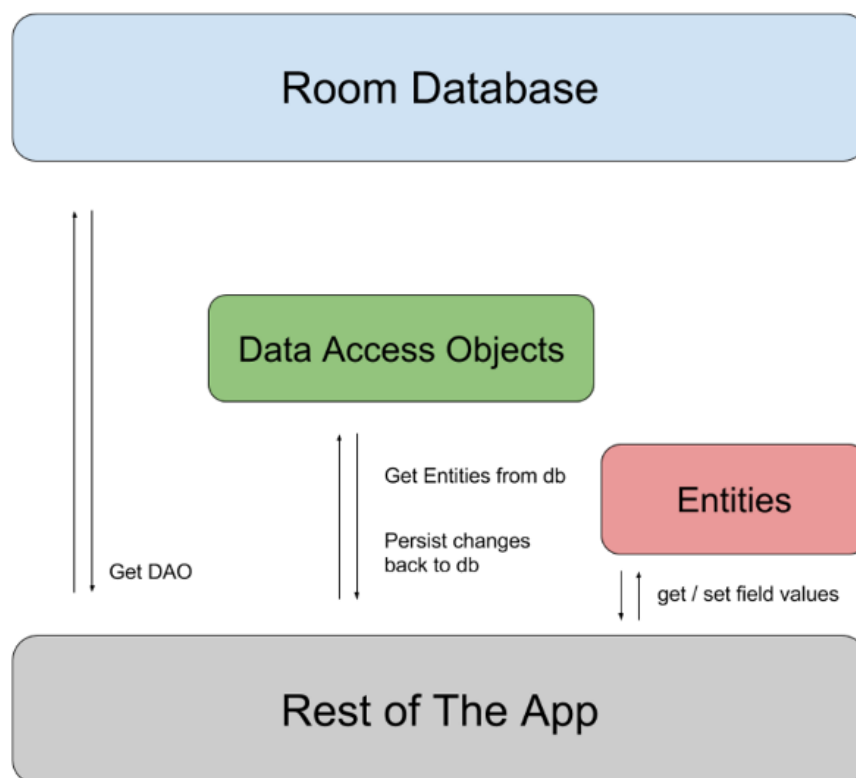 Room Database
Data Access Objects
Get Entities from db
Entities
Persist changes
back to db
Get DAO
get / set field values
Rest of The App